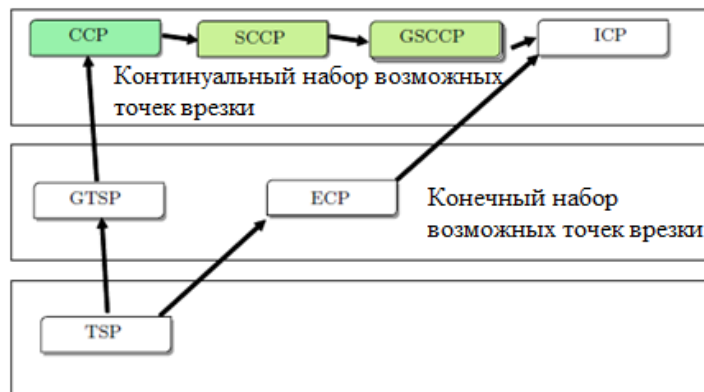 CCP SCCP GSCCP ICP
Континуальный набор возможных
точек врезки
GTSP ECP Конечный набор
возможных точек врезки
TSP